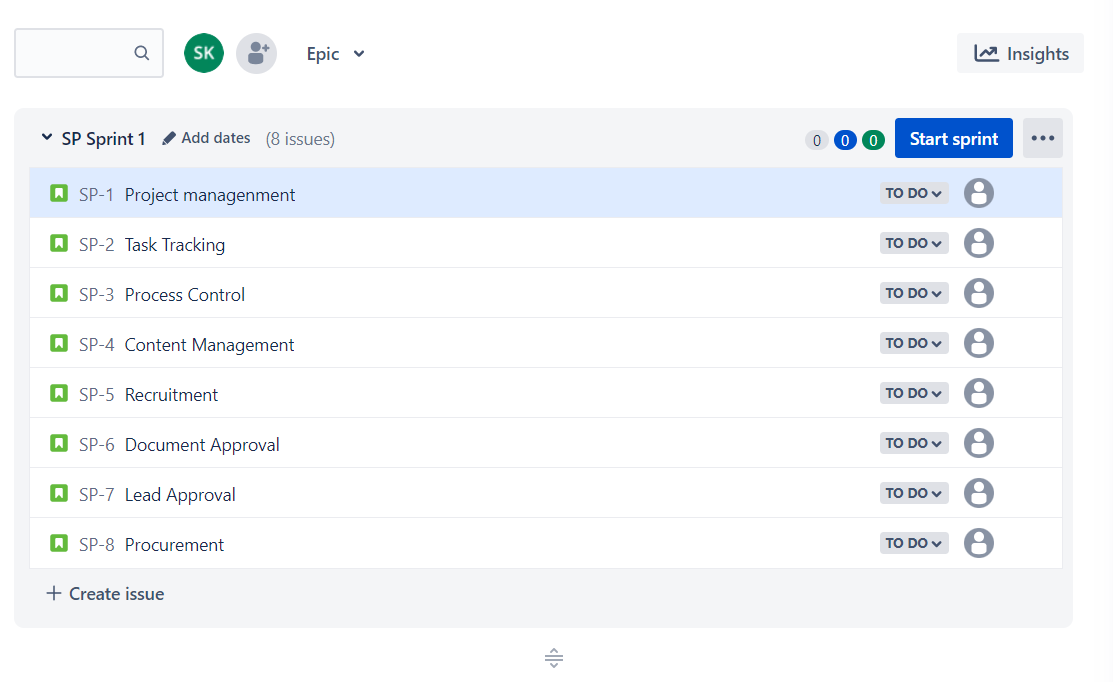 SK Epic Insights
SP Sprint 1 Add dates (8 issues) 0 0 0 Start sprint
SP-1 Project managenment TO DO
SP-2 Task Tracking TO DO
SP-3 Process Control TO DO
SP-4 Content Management TO DO
SP-5 Recruitment TO DO
SP-6 Document Approval TO DO
SP-7 Lead Approval TO DO
SP-8 Procurement TO DO
Create issue